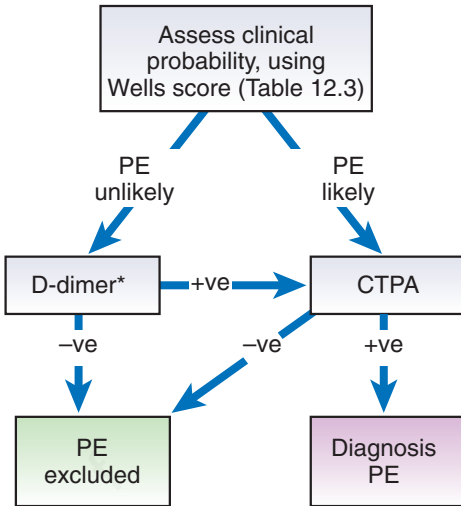 Assess clinical
probability, using
Wells score (Table 12.3)
PE
unlikely
PE
likely
D-dimer*
+ve
CTPA
–ve
–ve
+ve
PE
excluded
Diagnosis
PE